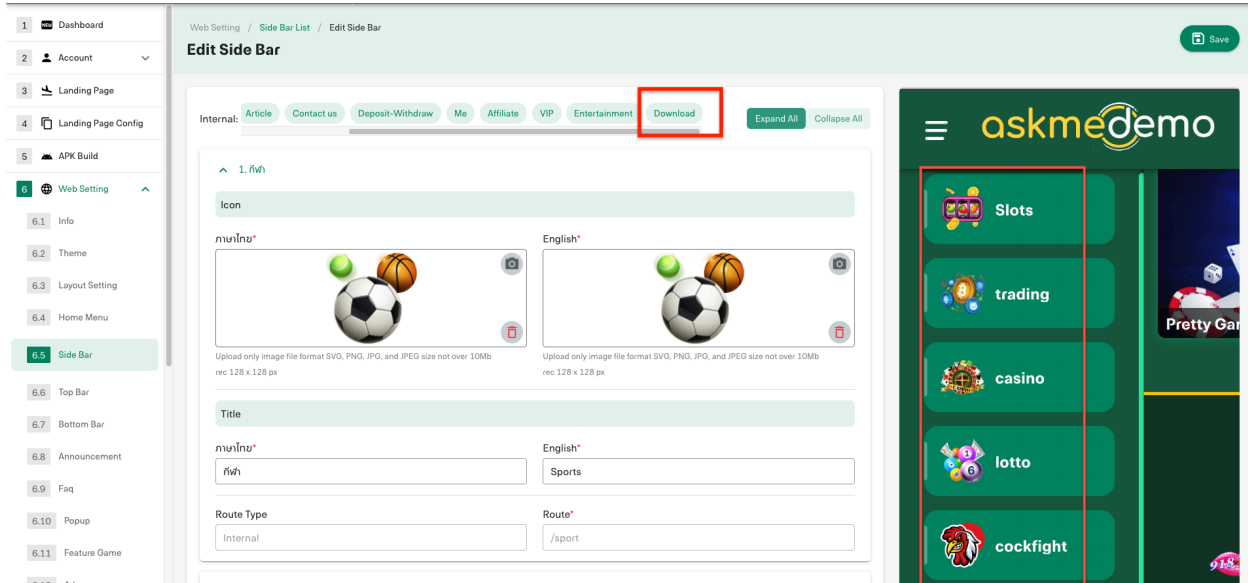 1 NEW Dashboard
2 Account
3 Landing Page
4 Landing Page Config
5 APK Build
6 Web Setting
6.1 Info
6.2 Theme
6.3 Layout Setting
6.4 Home Menu
6.5 Side Bar
6.6 Top Bar
6.7 Bottom Bar
6.8 Announcement
6.9 Faq
6.10 Popup
6.11 Feature Game
Web Setting / Side Bar List / Edit Side Bar
Edit Side Bar
Save
Internal: Article Contact us Deposit-Withdraw Me Affiliate VIP Entertainment Download
Expand All Collapse All
1. กีฬา
Icon
ภาษาไทย* English*
Upload only image file format SVG, PNG, JPG, and JPEG size not over 10Mb
rec 128 x 128 px
Upload only image file format SVG, PNG, JPG, and JPEG size not over 10Mb
rec 128 x 128 px
Title
ภาษาไทย* English*
กีฬา Sports
Route Type Route*
Internal /sport
askmedemo
Slots
trading
casino
lotto
cockfight
Pretty Gar
918